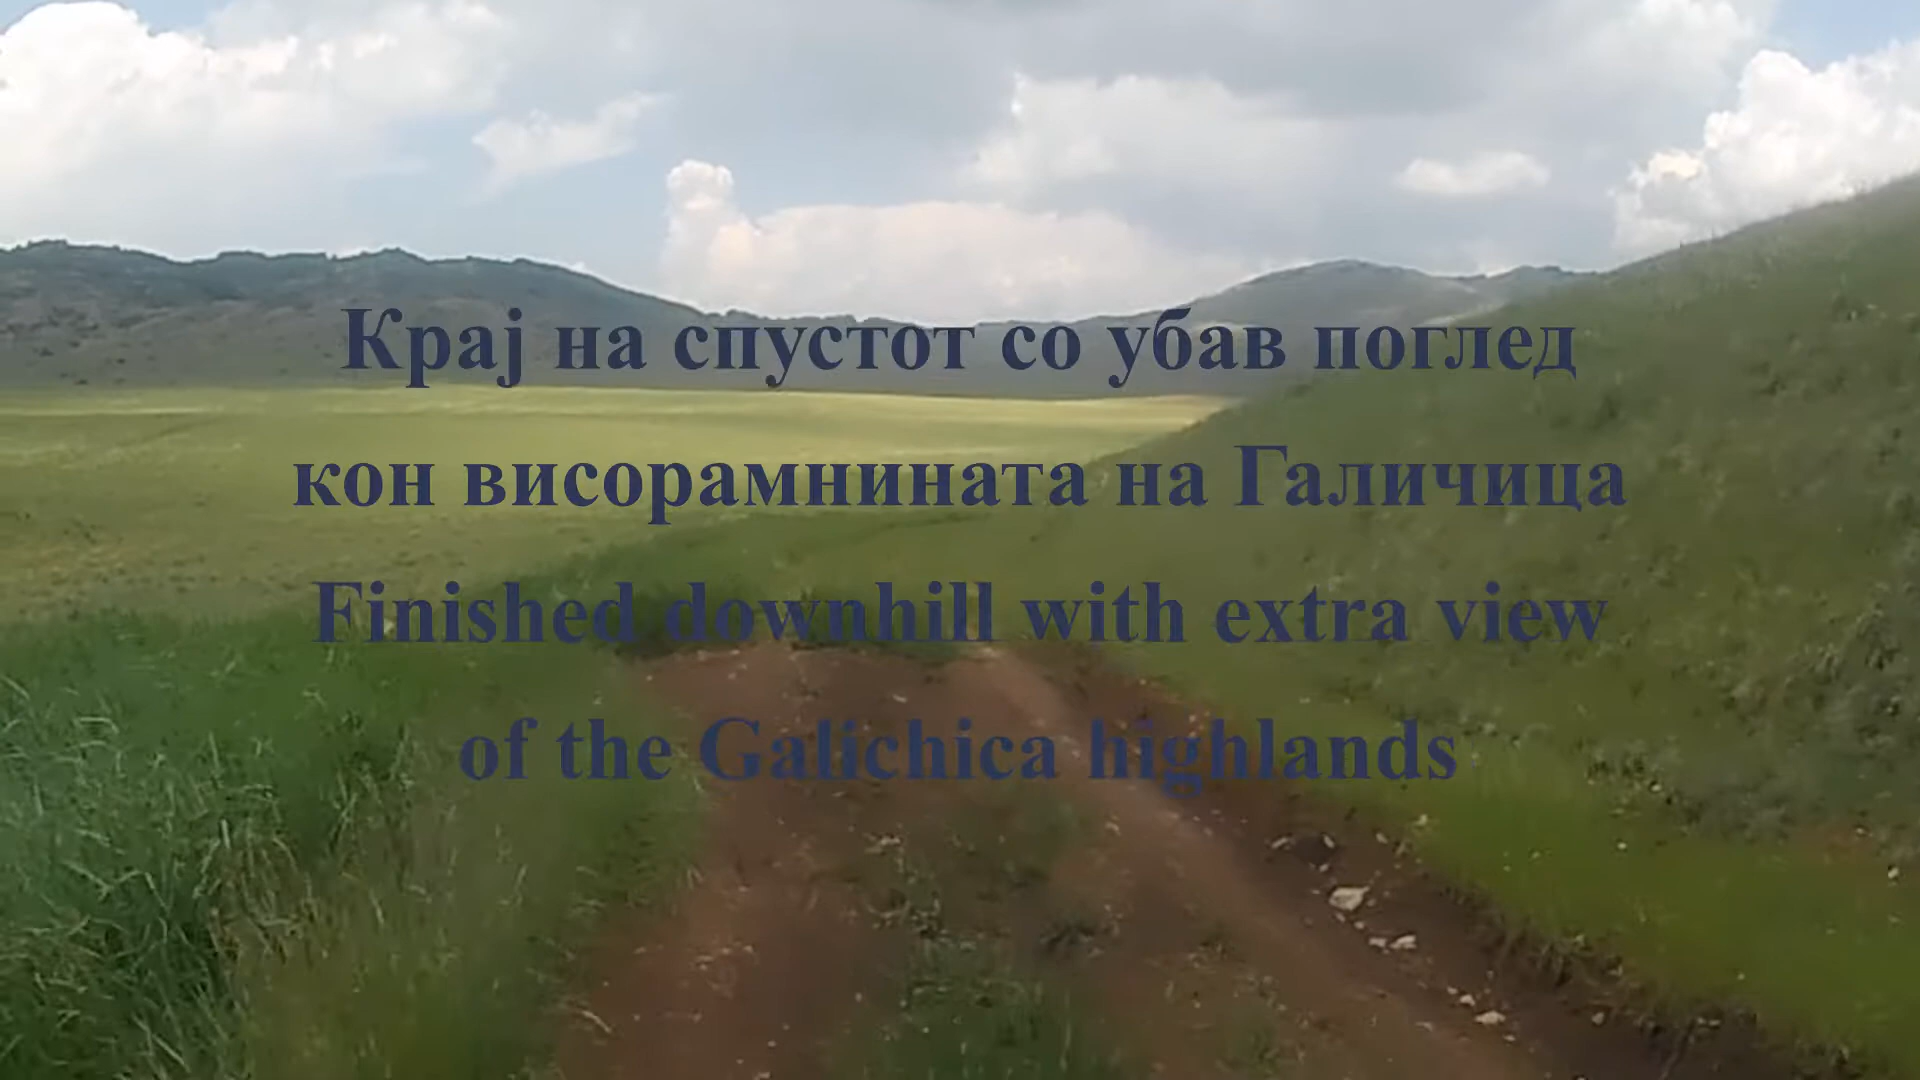 Крај на спустот со убав поглед
кон висорамнината на Галичица
Finished downhill with extra view
of the Galichica highlands